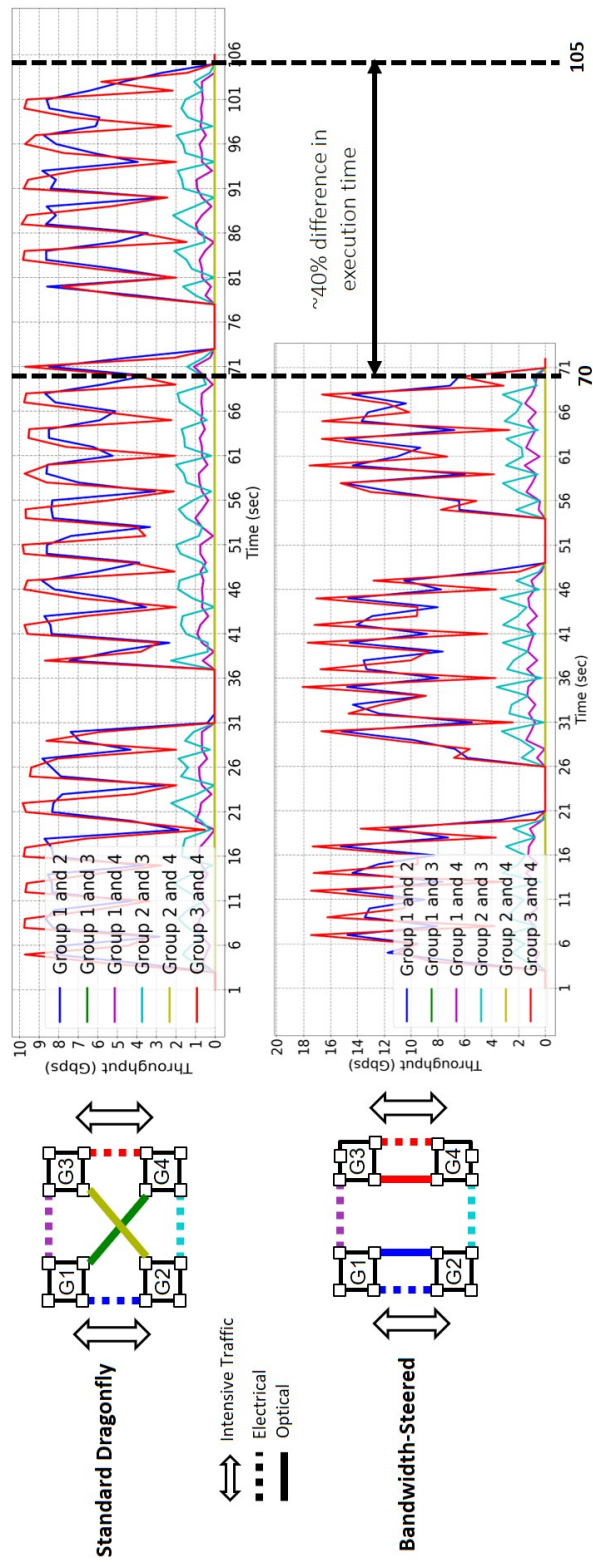 Standard Dragonfly
G1
G3
G2
G4
Intensive Traffic
Electrical
Optical
Bandwidth-Steered
G1
G3
G2
G4
Throughput (Gbps)
10
9
8
7
6
5
4
3
2
1
0
Group 1 and 2
Group 1 and 3
Group 1 and 4
Group 2 and 3
Group 2 and 4
Group 3 and 4
1 6 11 16 21 26 31 36 41 46 51 56 61 66 71 76 81 86 91 96 101 106
Time (sec)
Throughput (Gbps)
20
18
16
14
12
10
8
6
4
2
0
Group 1 and 2
Group 1 and 3
Group 1 and 4
Group 2 and 3
Group 2 and 4
Group 3 and 4
1 6 11 16 21 26 31 36 41 46 51 56 61 66 71
Time (sec)
~40% difference in
execution time
70
105